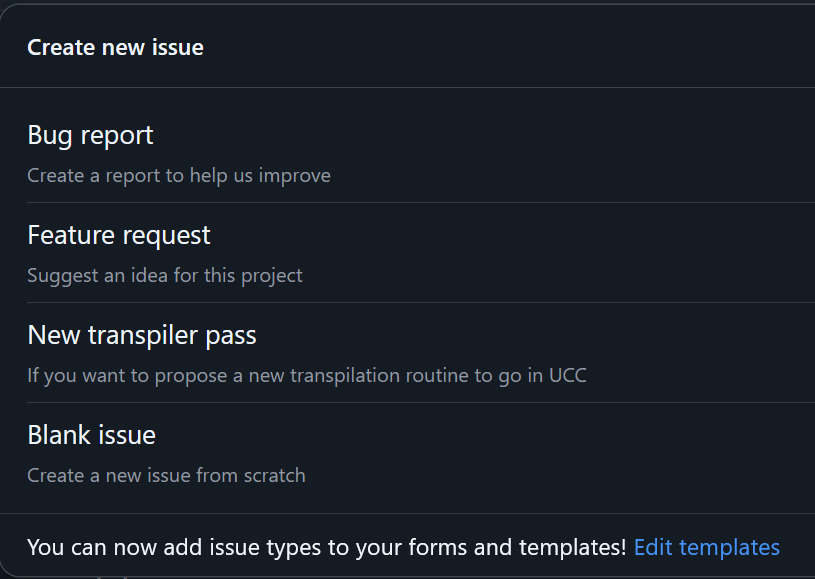 Create new issue
Bug report
Create a report to help us improve
Feature request
Suggest an idea for this project
New transpiler pass
If you want to propose a new transpilation routine to go in UCC
Blank issue
Create a new issue from scratch
You can now add issue types to your forms and templates! Edit templates